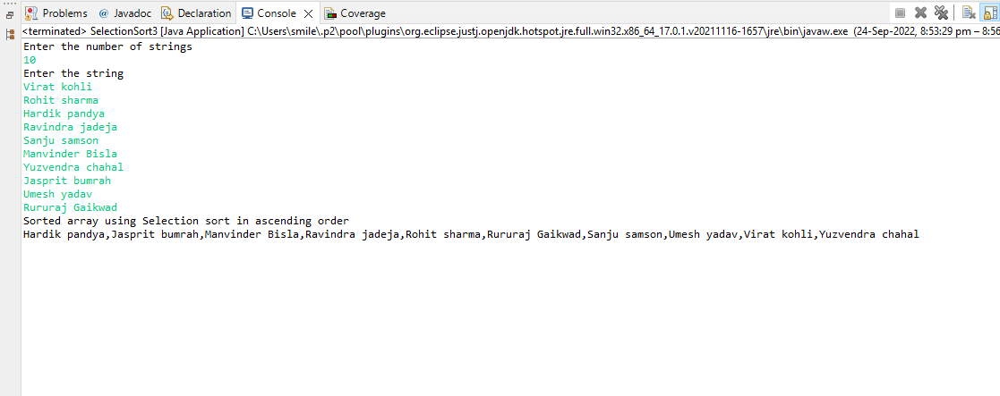 Problems @ Javadoc Declaration Console Coverage
<terminated> SelectionSort3 [Java Application] C:\Users\smile\.p2\pool\plugins\org.eclipse.justj.openjdk.hotspot.jre.full.win32.x86_64_17.0.1.v20211116-1657\jre\bin\javaw.exe (24-Sep-2022, 8:53:29 pm – 8:56
Enter the number of strings
10
Enter the string
Virat kohli
Rohit sharma
Hardik pandya
Ravindra jadeja
Sanju samson
Manvinder Bisla
Yuzvendra chahal
Jasprit bumrah
Umesh yadav
Rururaj Gaikwad
Sorted array using Selection sort in ascending order
Hardik pandya,Jasprit bumrah,Manvinder Bisla,Ravindra jadeja,Rohit sharma,Rururaj Gaikwad,Sanju samson,Umesh yadav,Virat kohli,Yuzvendra chahal